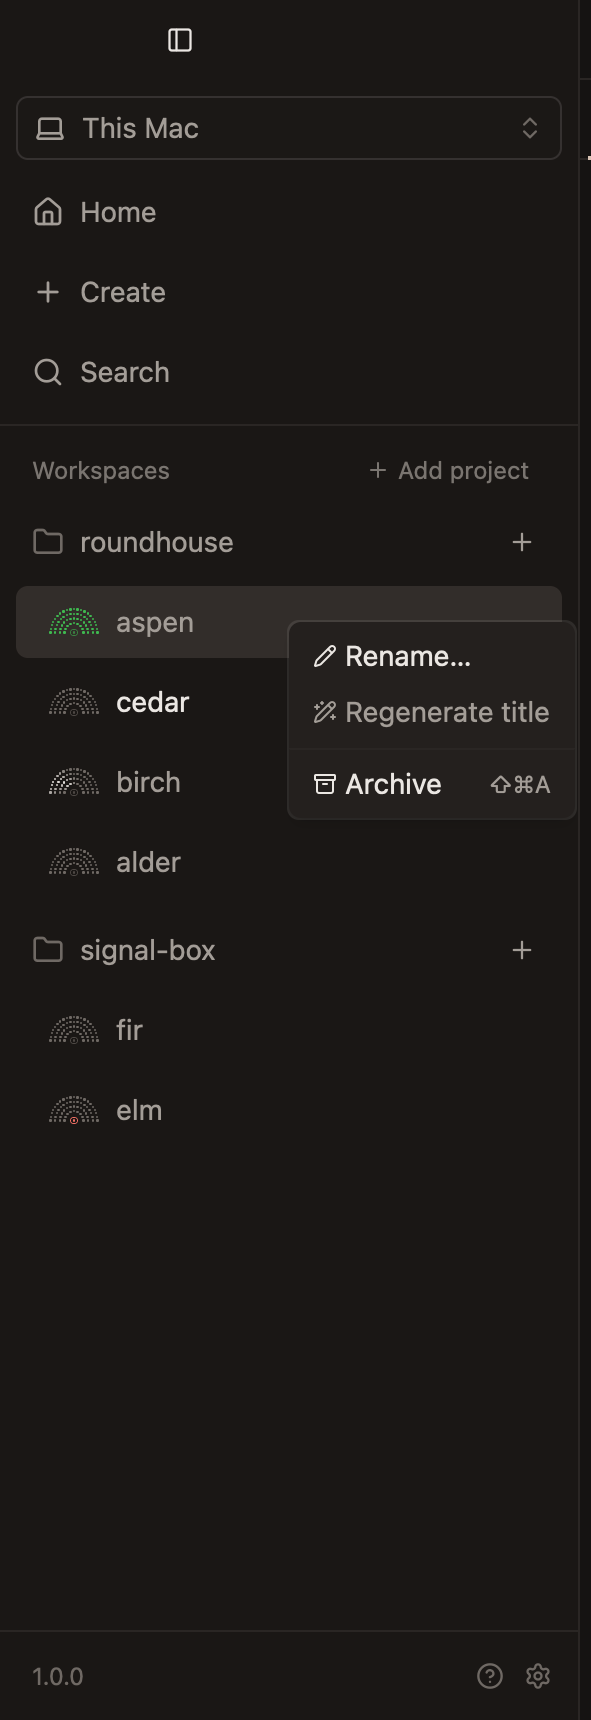 This Mac
Home
Create
Search
Workspaces
+ Add project
roundhouse
aspen
Rename...
cedar
Regenerate title
birch
Archive ⇧⌘A
alder
signal-box
fir
elm
1.0.0